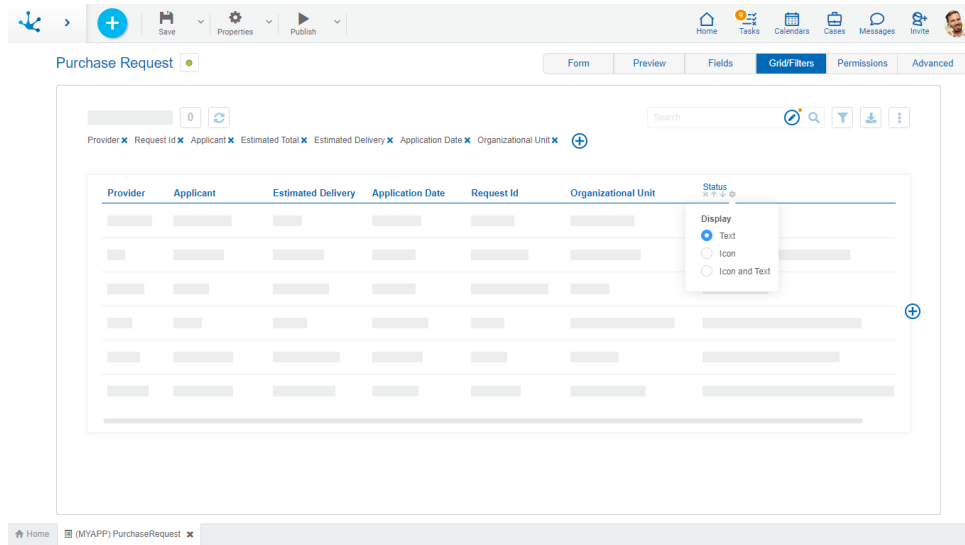 Save Properties Publish Home 9 Tasks Calendars Cases Messages Invite
Purchase Request Form Preview Fields Grid/Filters Permissions Advanced
0 Search
Provider Request Id Applicant Estimated Total Estimated Delivery Application Date Organizational Unit
Provider Applicant Estimated Delivery Application Date Request Id Organizational Unit Status
Display
Text
Icon
Icon and Text
Home (MYAPP) PurchaseRequest